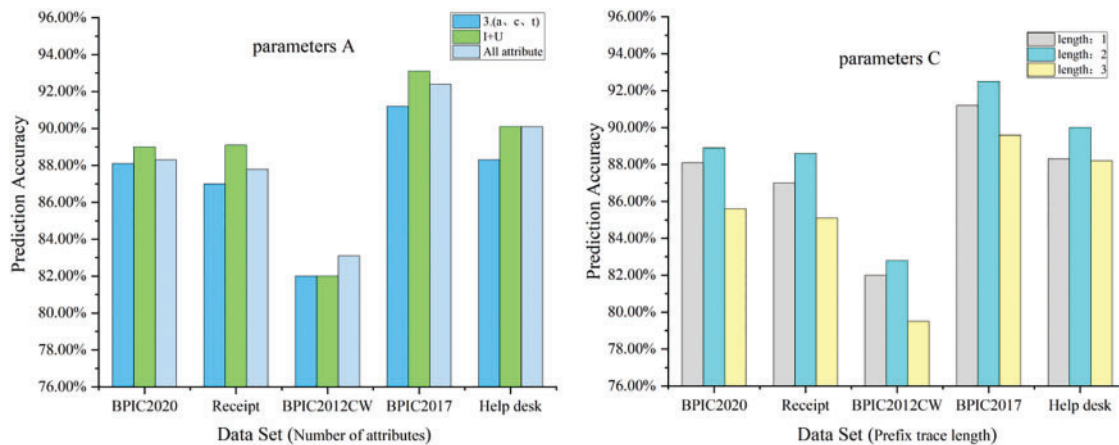 96.00%
94.00%
92.00%
90.00%
88.00%
86.00%
84.00%
82.00%
80.00%
78.00%
76.00%
Prediction Accuracy
parameters A
3.(a、c、t)
I+U
All attribute
BPIC2020 Receipt BPIC2012CW BPIC2017 Help desk
Data Set (Number of attributes)
96.00%
94.00%
92.00%
90.00%
88.00%
86.00%
84.00%
82.00%
80.00%
78.00%
76.00%
Prediction Accuracy
parameters C
length：1
length：2
length：3
BPIC2020 Receipt BPIC2012CW BPIC2017 Help desk
Data Set (Prefix trace length)